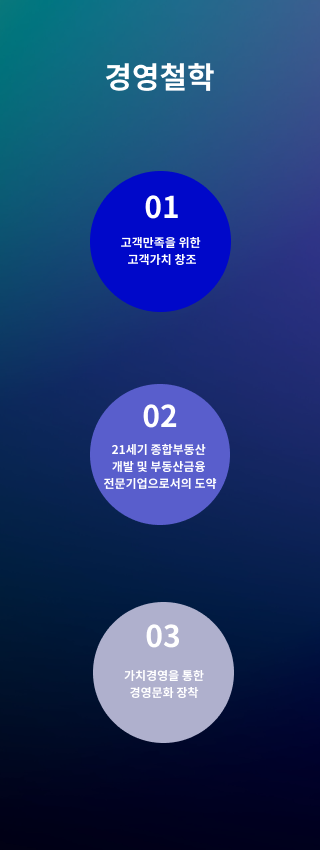 경영철학
01
고객만족을 위한
고객가치 창조
02
21세기 종합부동산
개발 및 부동산금융
전문기업으로서의 도약
03
가치경영을 통한
경영문화 장착